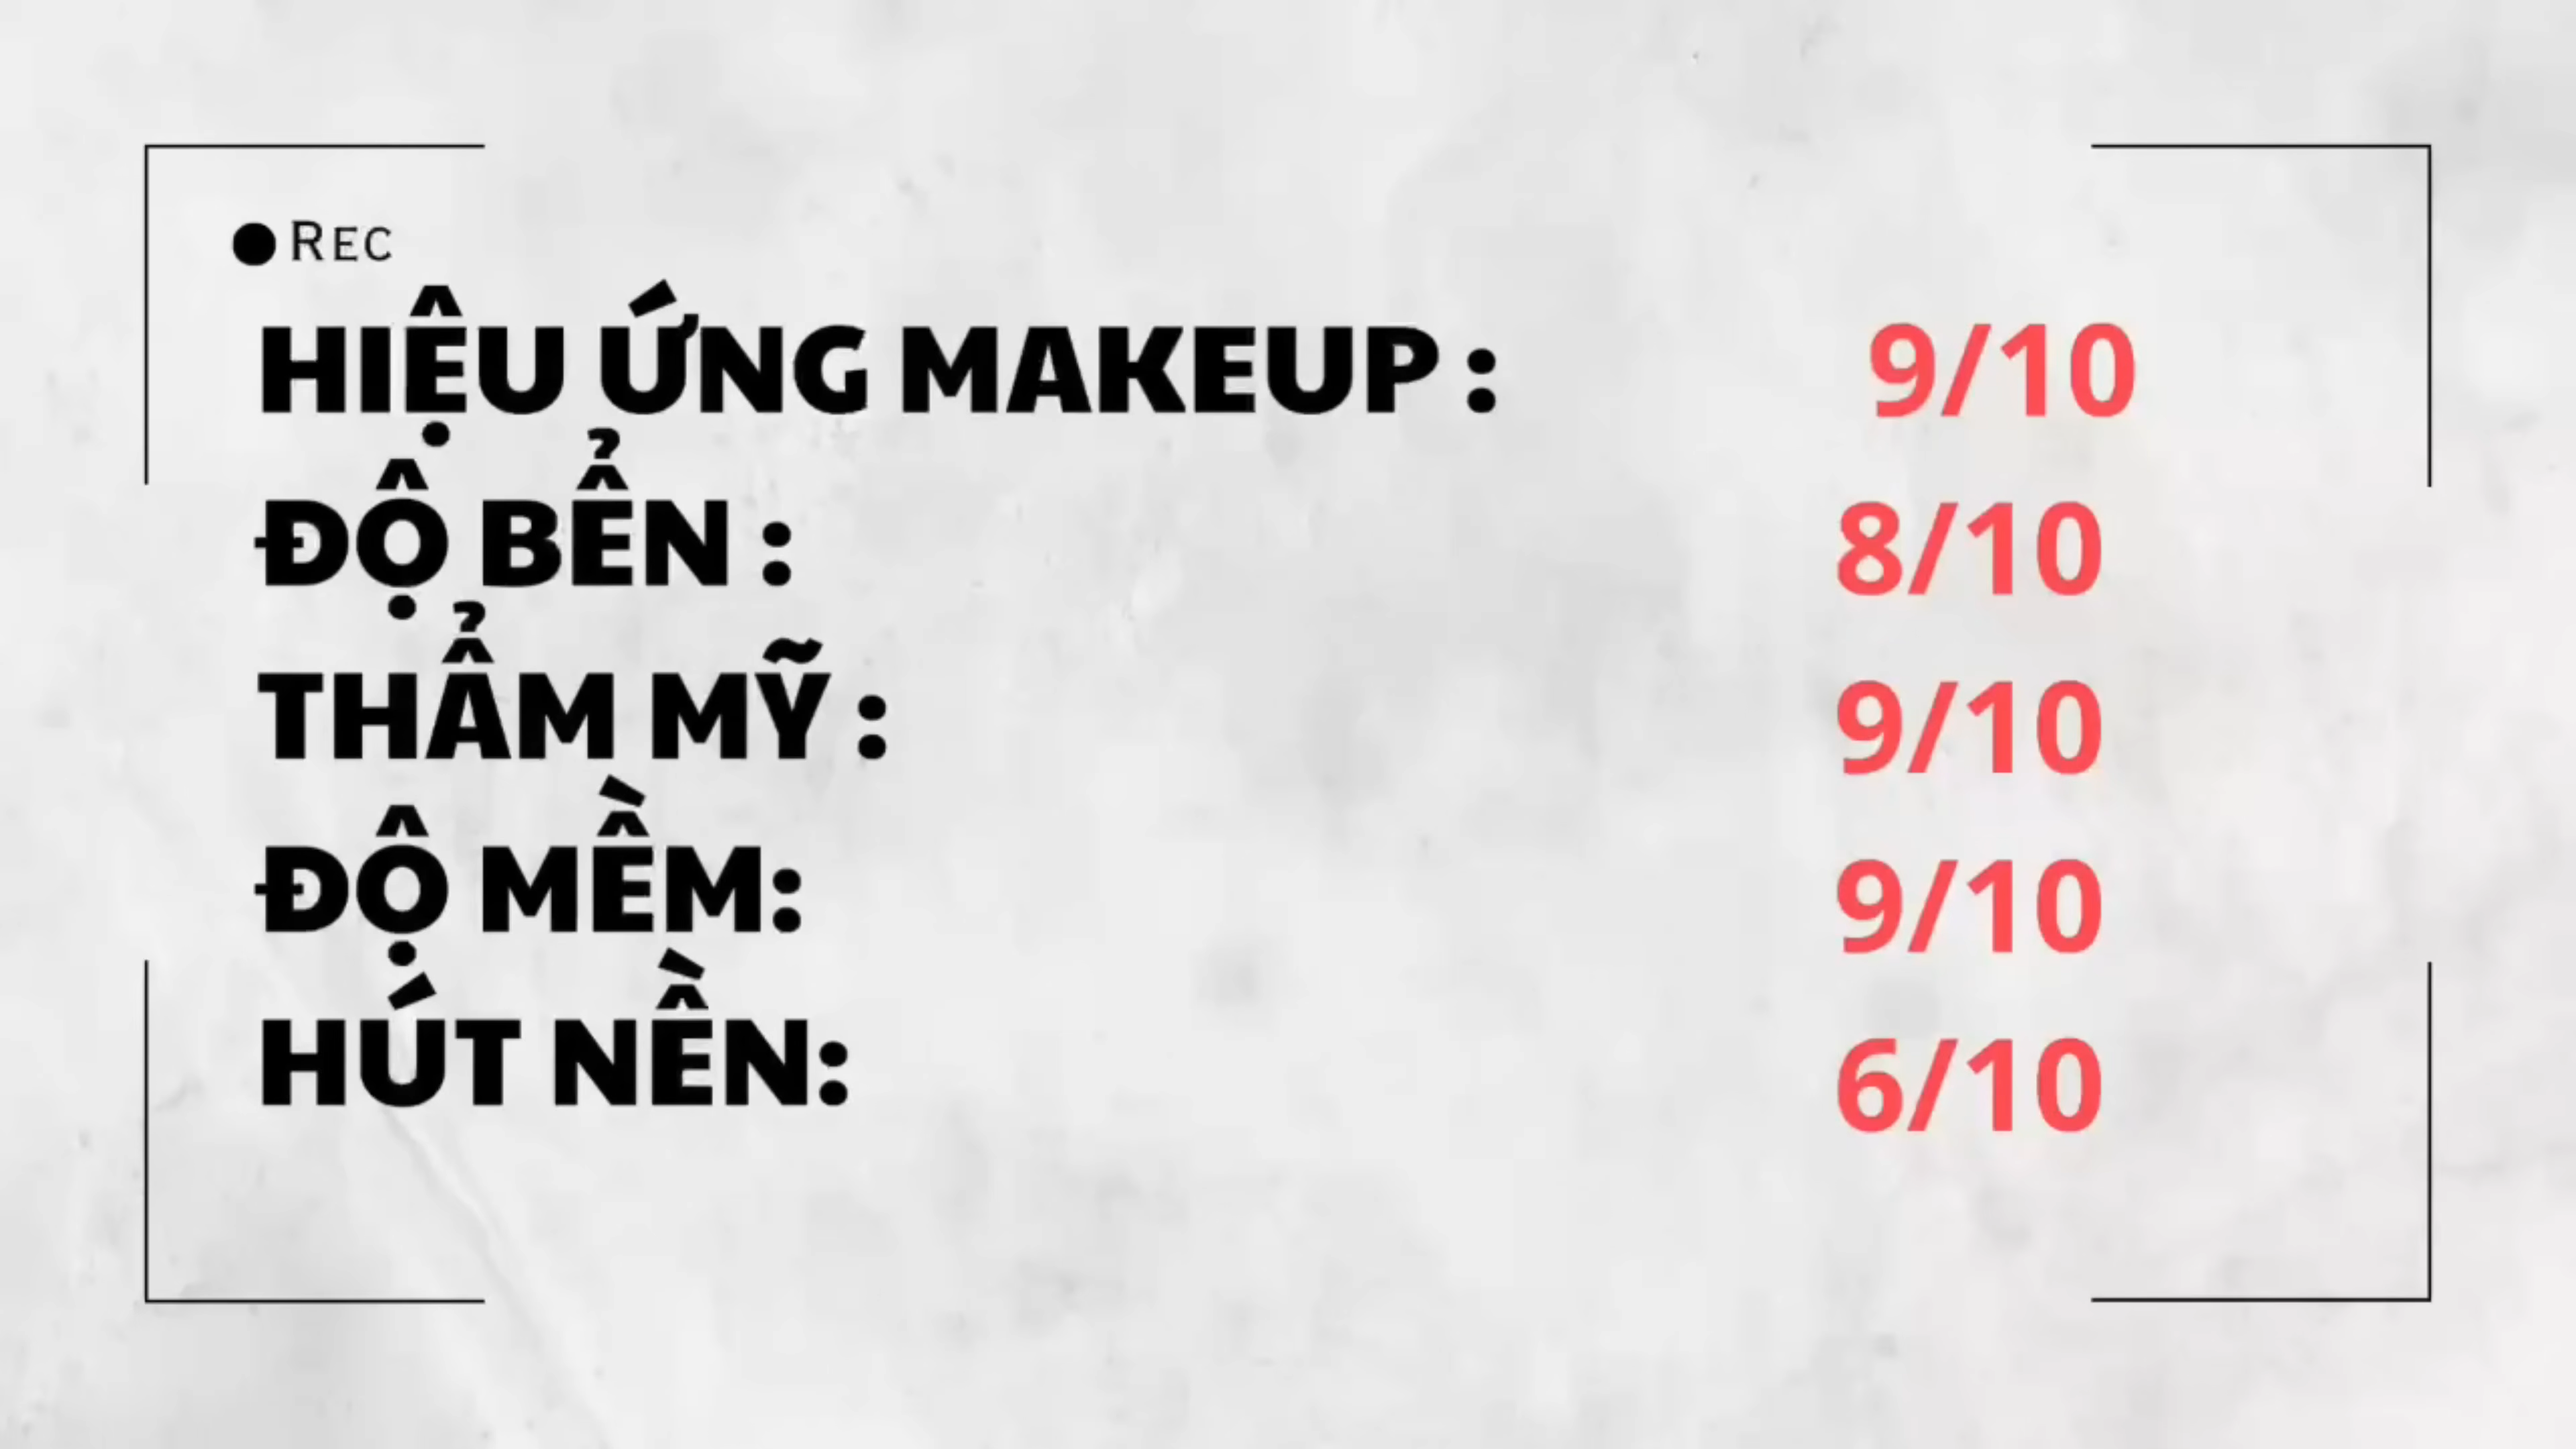 REC
HIỆU ỨNG MAKEUP : 9/10
ĐỘ BỂN : 8/10
THẨM MỸ : 9/10
ĐỘ MỀM: 9/10
HÚT NỀN: 6/10